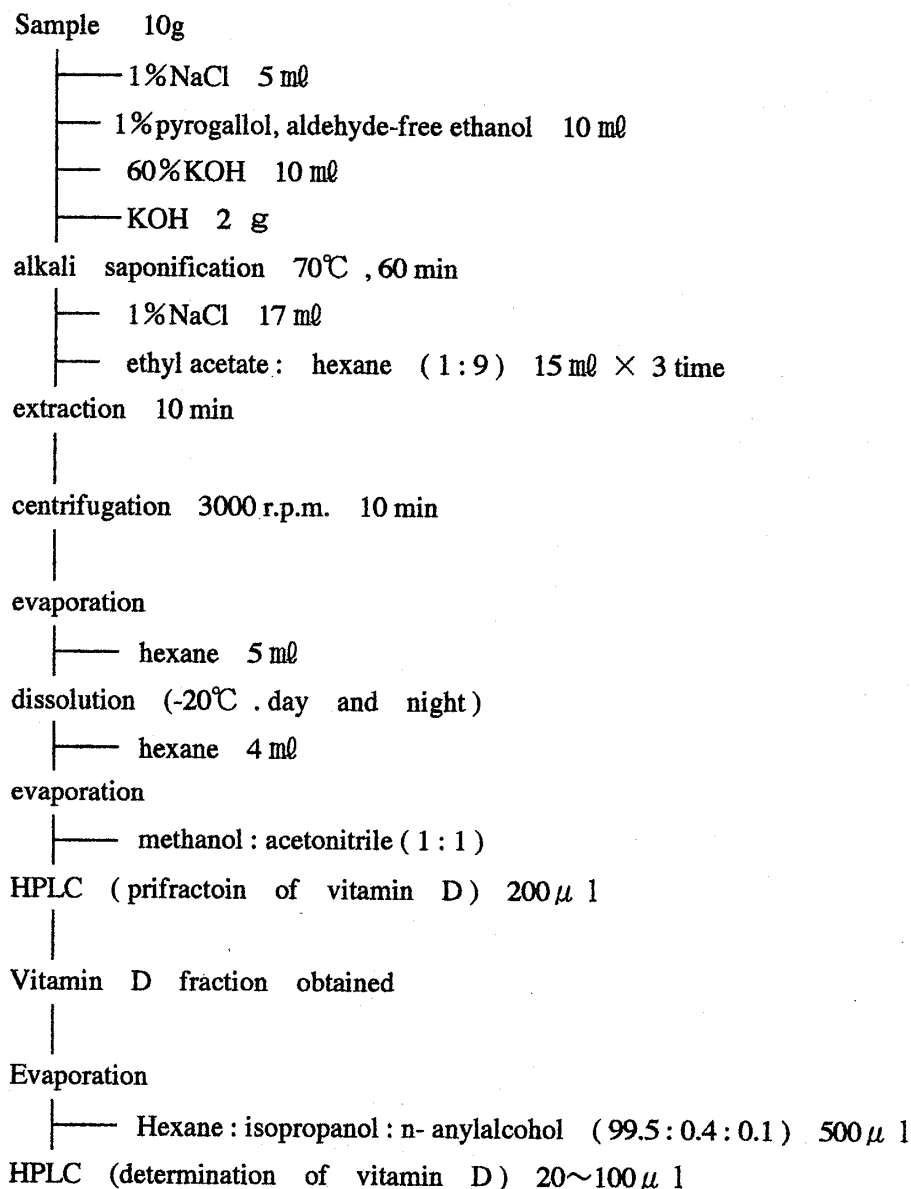 Sample 10g
1%NaCl 5 mℓ
1%pyrogallol, aldehyde-free ethanol 10 mℓ
60%KOH 10 mℓ
KOH 2 g
alkali saponification 70℃ , 60 min
1%NaCl 17 mℓ
ethyl acetate : hexane ( 1 : 9 ) 15 mℓ × 3 time
extraction 10 min
centrifugation 3000 r.p.m. 10 min
evaporation
hexane 5 mℓ
dissolution (-20℃ . day and night )
hexane 4 mℓ
evaporation
methanol : acetonitrile ( 1 : 1 )
HPLC ( prifractoin of vitamin D ) 200 μ l
Vitamin D fraction obtained
Evaporation
Hexane : isopropanol : n- anylalcohol ( 99.5 : 0.4 : 0.1 ) 500 μ l
HPLC (determination of vitamin D ) 20～100 μ l